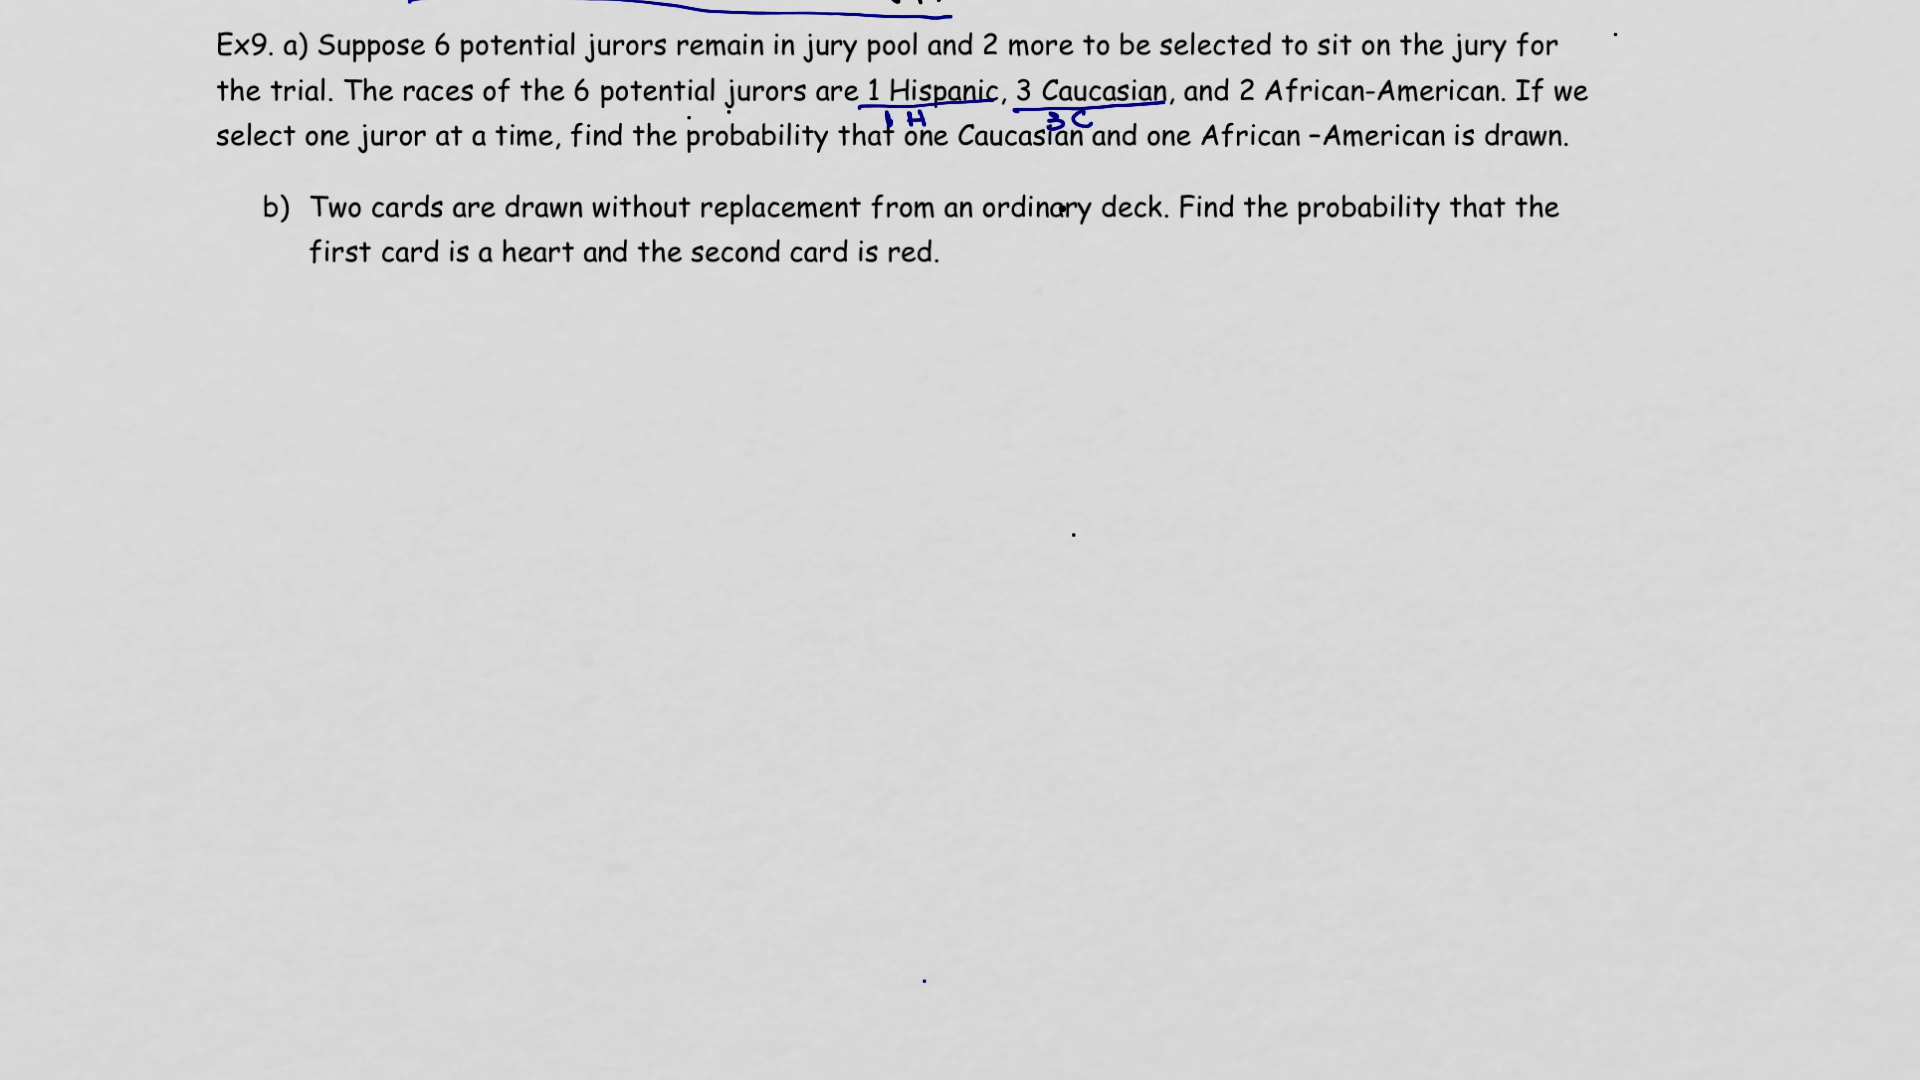 Ex9. a) Suppose 6 potential jurors remain in jury pool and 2 more to be selected to sit on the jury for
the trial. The races of the 6 potential jurors are 1 Hispanic, 3 Caucasian, and 2 African-American. If we
1 H 3 C
select one juror at a time, find the probability that one Caucasian and one African -American is drawn.
b) Two cards are drawn without replacement from an ordinary deck. Find the probability that the
first card is a heart and the second card is red.